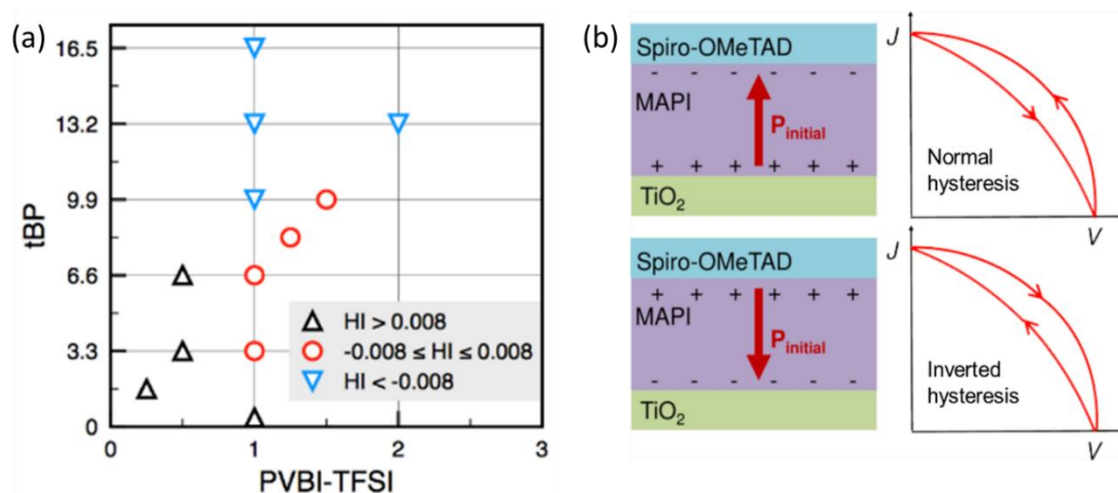 (a)
tBP
16.5
13.2
9.9
6.6
3.3
0
0
1
2
3
PVBI-TFSI
HI > 0.008
-0.008 ≤ HI ≤ 0.008
HI < -0.008
(b)
Spiro-OMeTAD
- - - - - -
MAPI
P_initial
+ + + + + +
TiO₂
J
Normal
hysteresis
V
Spiro-OMeTAD
+ + + + + +
MAPI
P_initial
- - - - - -
TiO₂
J
Inverted
hysteresis
V